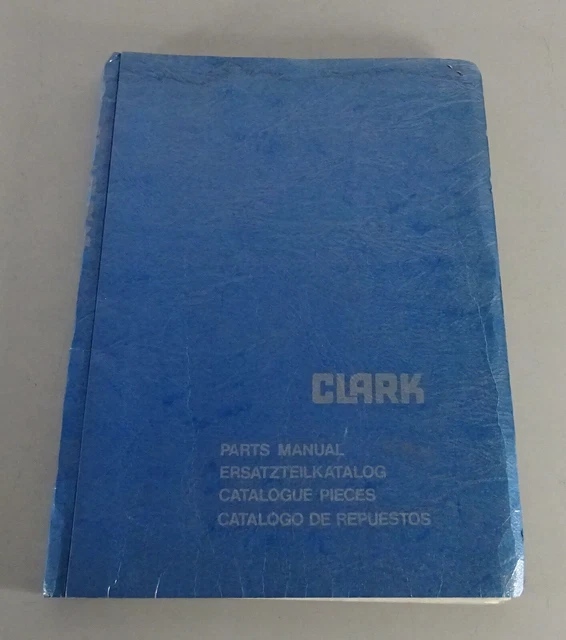 CLARK
PARTS MANUAL
ERSATZTEILKATALOG
CATALOGUE PIECES
CATALOGO DE REPUESTOS